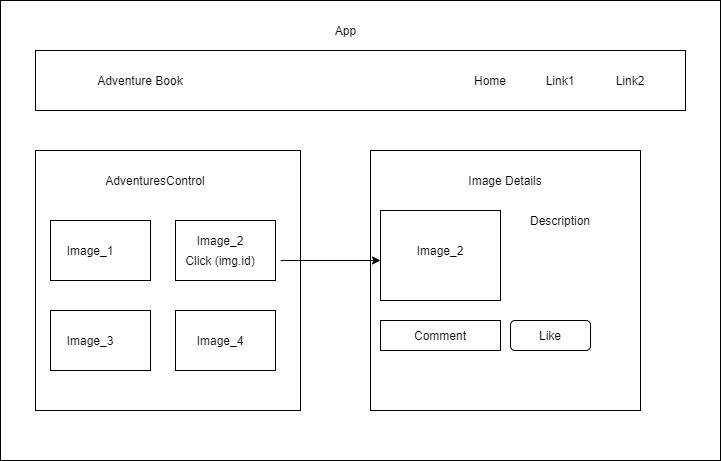 App
Adventure Book Home Link1 Link2
AdventuresControl
Image_1
Image_2
Click (img.id)
Image_3
Image_4
Image Details
Image_2
Description
Comment
Like